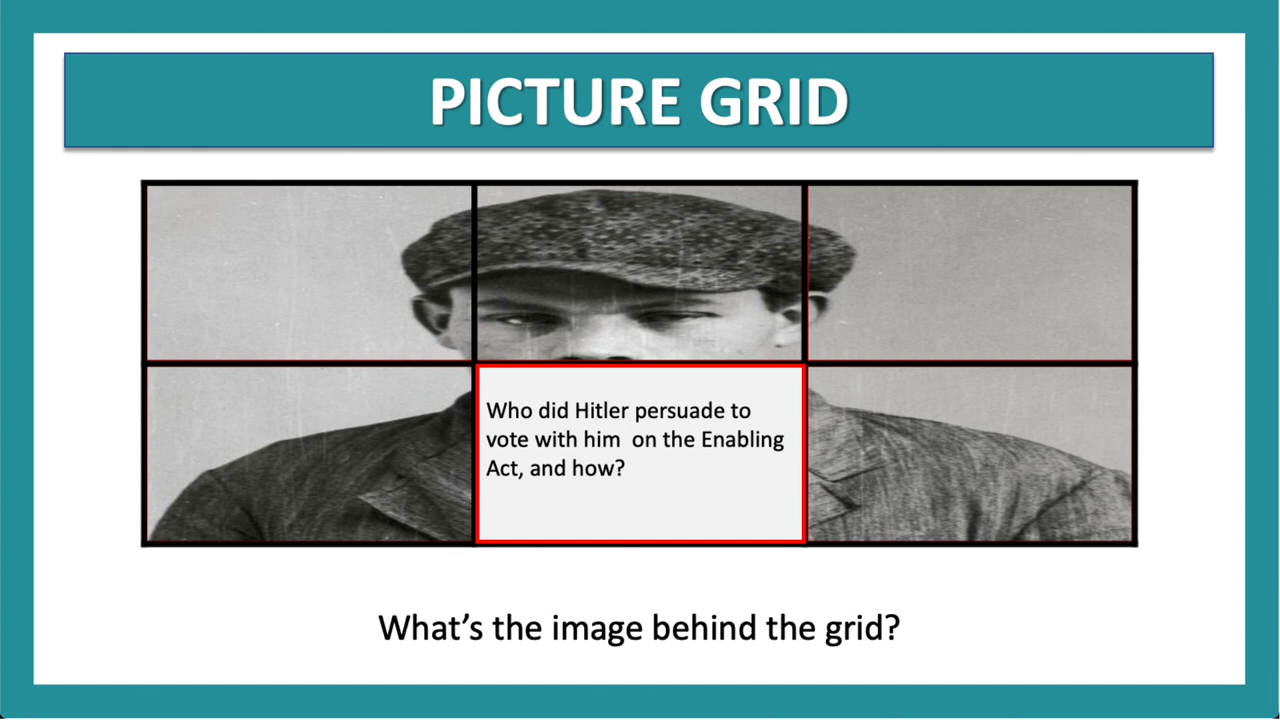 PICTURE GRID
Who did Hitler persuade to
vote with him  on the Enabling
Act, and how?
What’s the image behind the grid?